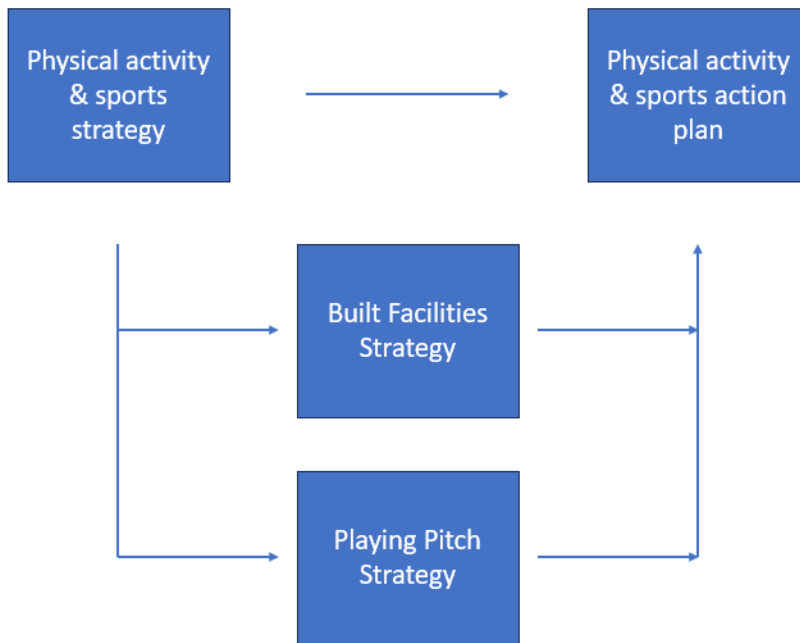 Physical activity
& sports
strategy
Physical activity
& sports action
plan
Built Facilities
Strategy
Playing Pitch
Strategy